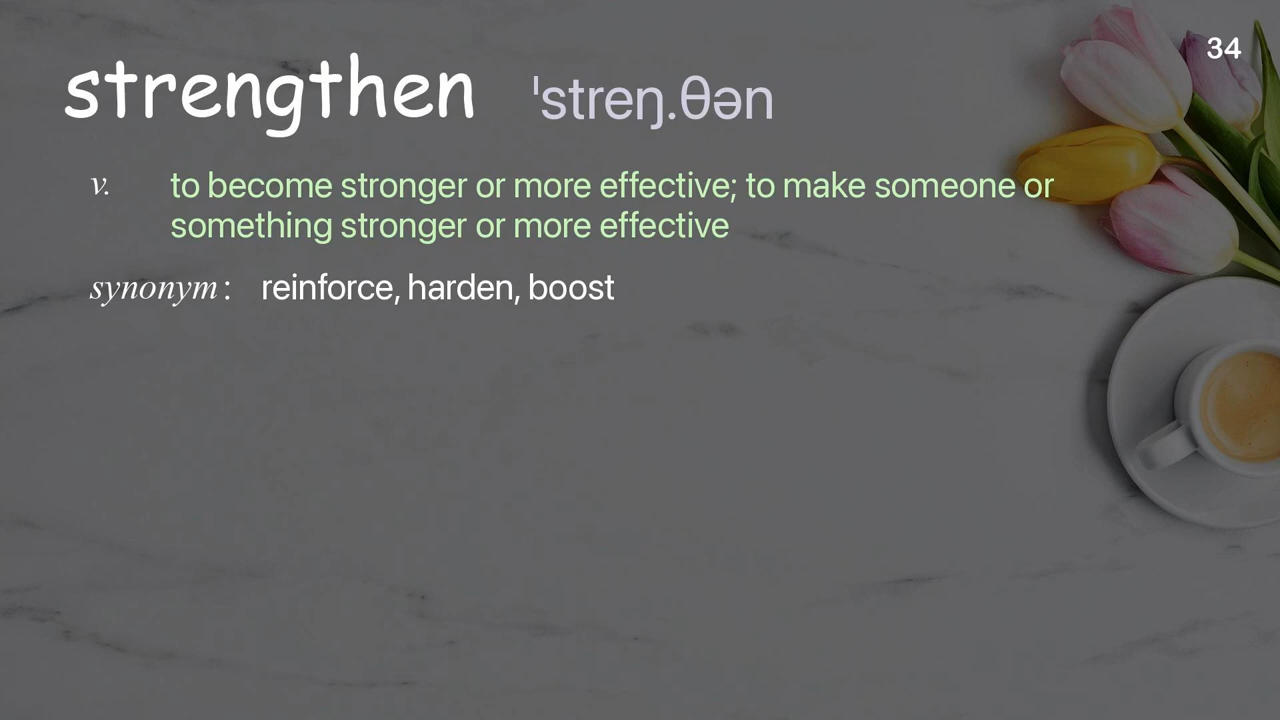 34
strengthen ˈstreŋ.θən
v. to become stronger or more effective; to make someone or
something stronger or more effective
synonym : reinforce, harden, boost